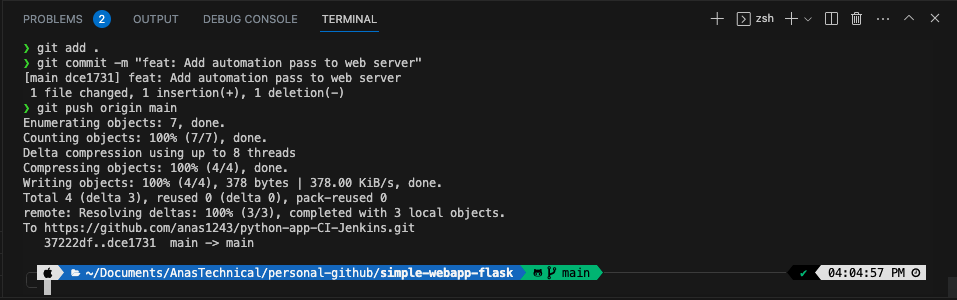 PROBLEMS 2 OUTPUT DEBUG CONSOLE TERMINAL zsh
❯ git add .
❯ git commit -m "feat: Add automation pass to web server"
[main dce1731] feat: Add automation pass to web server
 1 file changed, 1 insertion(+), 1 deletion(-)
❯ git push origin main
Enumerating objects: 7, done.
Counting objects: 100% (7/7), done.
Delta compression using up to 8 threads
Compressing objects: 100% (4/4), done.
Writing objects: 100% (4/4), 378 bytes | 378.00 KiB/s, done.
Total 4 (delta 3), reused 0 (delta 0), pack-reused 0
remote: Resolving deltas: 100% (3/3), completed with 3 local objects.
To https://github.com/anas1243/python-app-CI-Jenkins.git
   37222df..dce1731  main -> main
~/Documents/AnasTechnical/personal-github/simple-webapp-flask main ✔ 04:04:57 PM